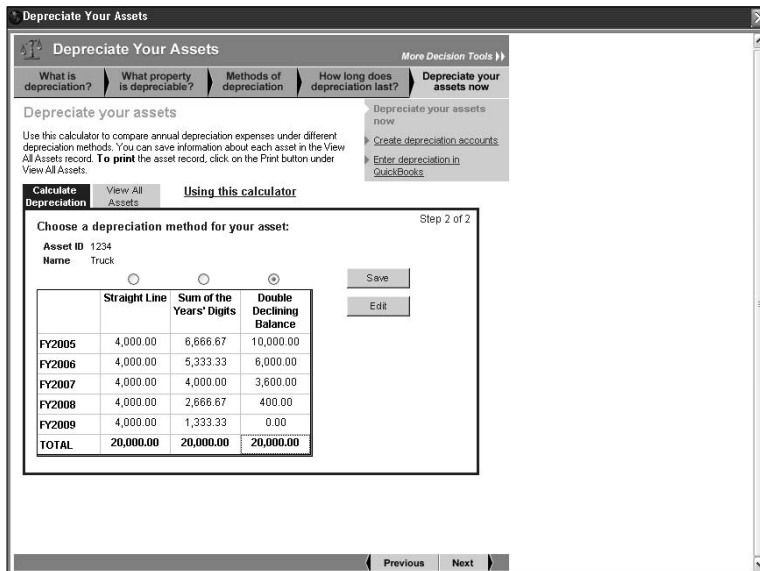 Depreciate Your Assets
Depreciate Your Assets
More Decision Tools
What is depreciation?
What property is depreciable?
Methods of depreciation
How long does depreciation last?
Depreciate your assets now
Depreciate your assets
Use this calculator to compare annual depreciation expenses under different
depreciation methods. You can save information about each asset in the View
All Assets record. To print the asset record, click on the Print button under
View All Assets.
Depreciate your assets
now
Create depreciation accounts
Enter depreciation in
QuickBooks
Calculate Depreciation
View All Assets
Using this calculator
Step 2 of 2
Choose a depreciation method for your asset:
Asset ID 1234
Name Truck
Save
Edit
Straight Line
Sum of the Years' Digits
Double Declining Balance
FY2005 4,000.00 6,666.67 10,000.00
FY2006 4,000.00 5,333.33 6,000.00
FY2007 4,000.00 4,000.00 3,600.00
FY2008 4,000.00 2,666.67 400.00
FY2009 4,000.00 1,333.33 0.00
TOTAL 20,000.00 20,000.00 20,000.00
Previous Next